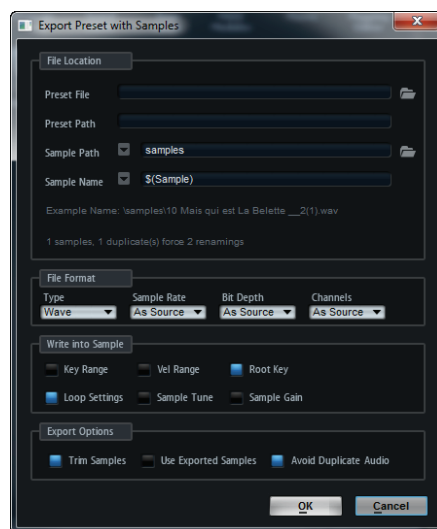 Export Preset with Samples
File Location
Preset File
Preset Path
Sample Path samples
Sample Name $(Sample)
Example Name: \samples\10 Mais qui est La Belette __2(1).wav
1 samples, 1 duplicate(s) force 2 renamings
File Format
Type Sample Rate Bit Depth Channels
Wave As Source As Source As Source
Write into Sample
Key Range Vel Range Root Key
Loop Settings Sample Tune Sample Gain
Export Options
Trim Samples Use Exported Samples Avoid Duplicate Audio
OK Cancel